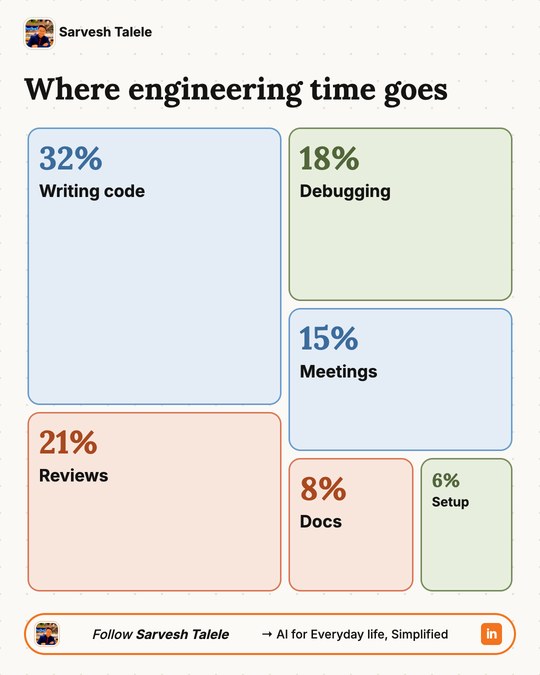 Sarvesh Talele
Where engineering time goes
32%
Writing code
18%
Debugging
15%
Meetings
21%
Reviews
8%
Docs
6%
Setup
Follow Sarvesh Talele → AI for Everyday life, Simplified in